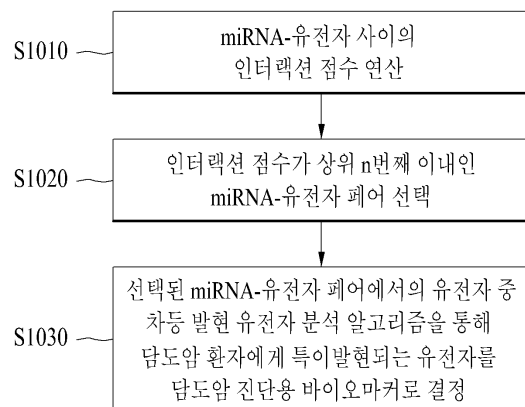 S1010
miRNA-유전자 사이의
인터랙션 점수 연산
S1020
인터랙션 점수가 상위 n번째 이내인
miRNA-유전자 페어 선택
S1030
선택된 miRNA-유전자 페어에서의 유전자 중
차등 발현 유전자 분석 알고리즘을 통해
담도암 환자에게 특이발현되는 유전자를
담도암 진단용 바이오마커로 결정